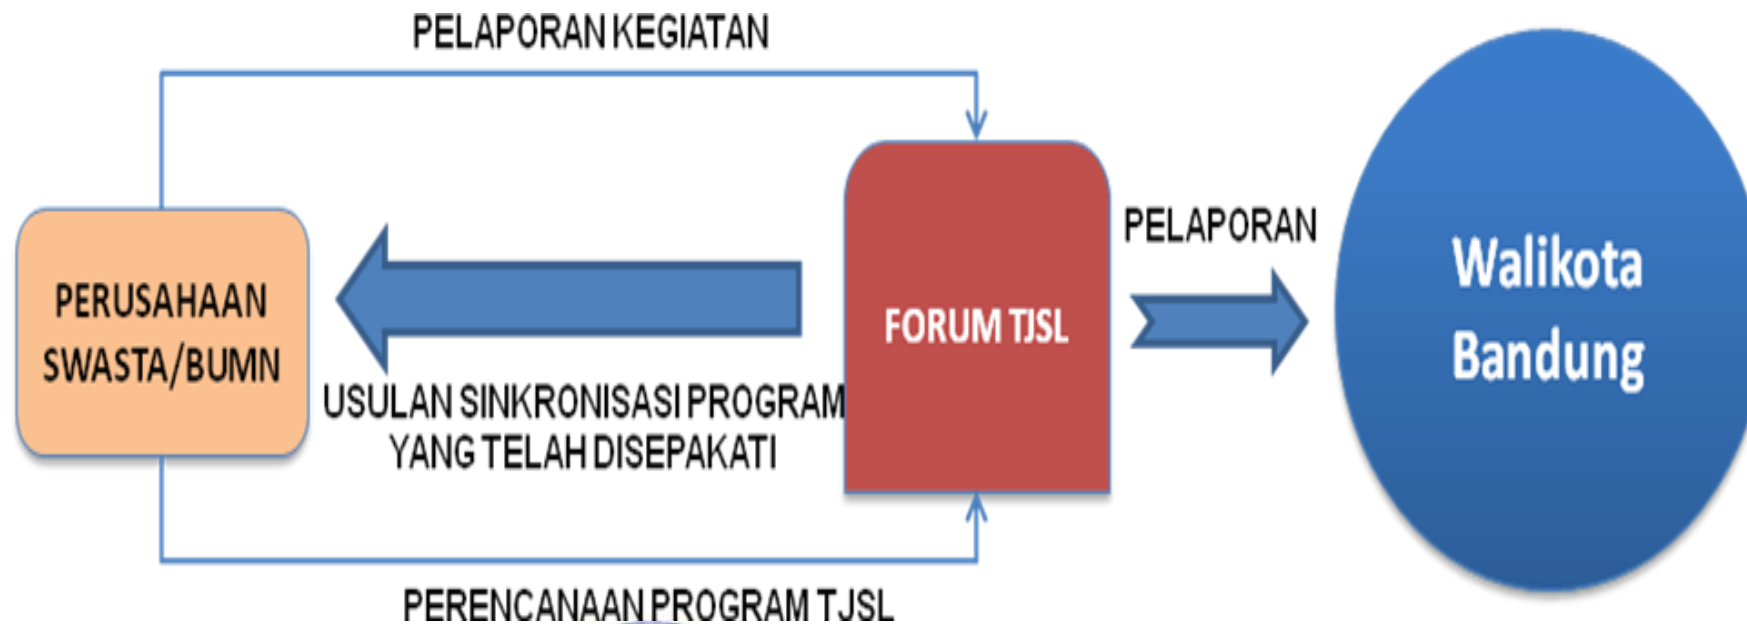 PELAPORAN KEGIATAN
PERUSAHAAN
SWASTA/BUMN
USULAN SINKRONISASI PROGRAM
YANG TELAH DISEPAKATI
FORUM TJSL
PELAPORAN
Walikota
Bandung
PERENCANAAN PROGRAM TJSL